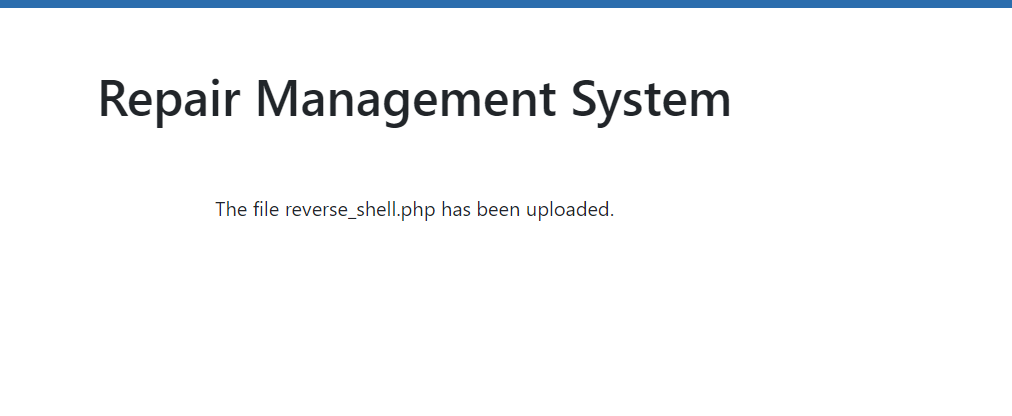 Repair Management System
The file reverse_shell.php has been uploaded.